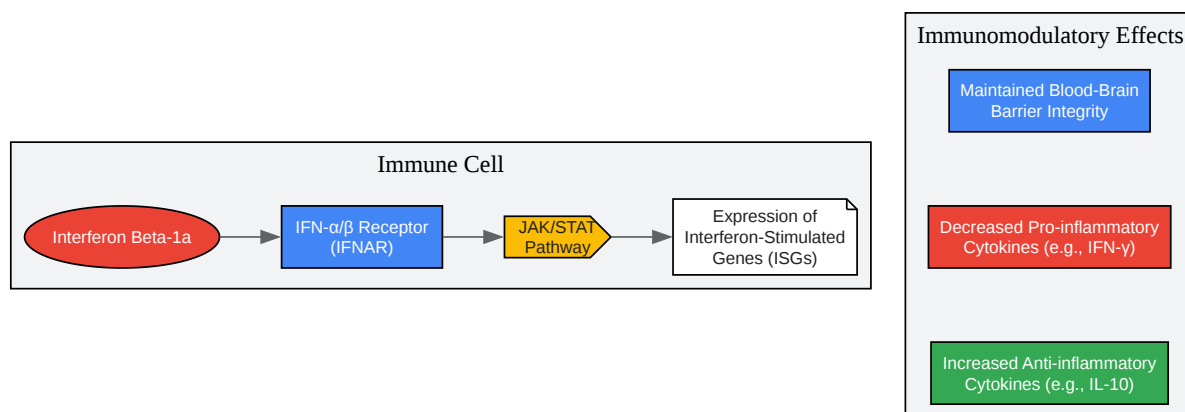 Immune Cell
Interferon Beta-1a
IFN-α/β Receptor
(IFNAR)
JAK/STAT
Pathway
Expression of
Interferon-Stimulated
Genes (ISGs)
Immunomodulatory Effects
Maintained Blood-Brain
Barrier Integrity
Decreased Pro-inflammatory
Cytokines (e.g., IFN-γ)
Increased Anti-inflammatory
Cytokines (e.g., IL-10)